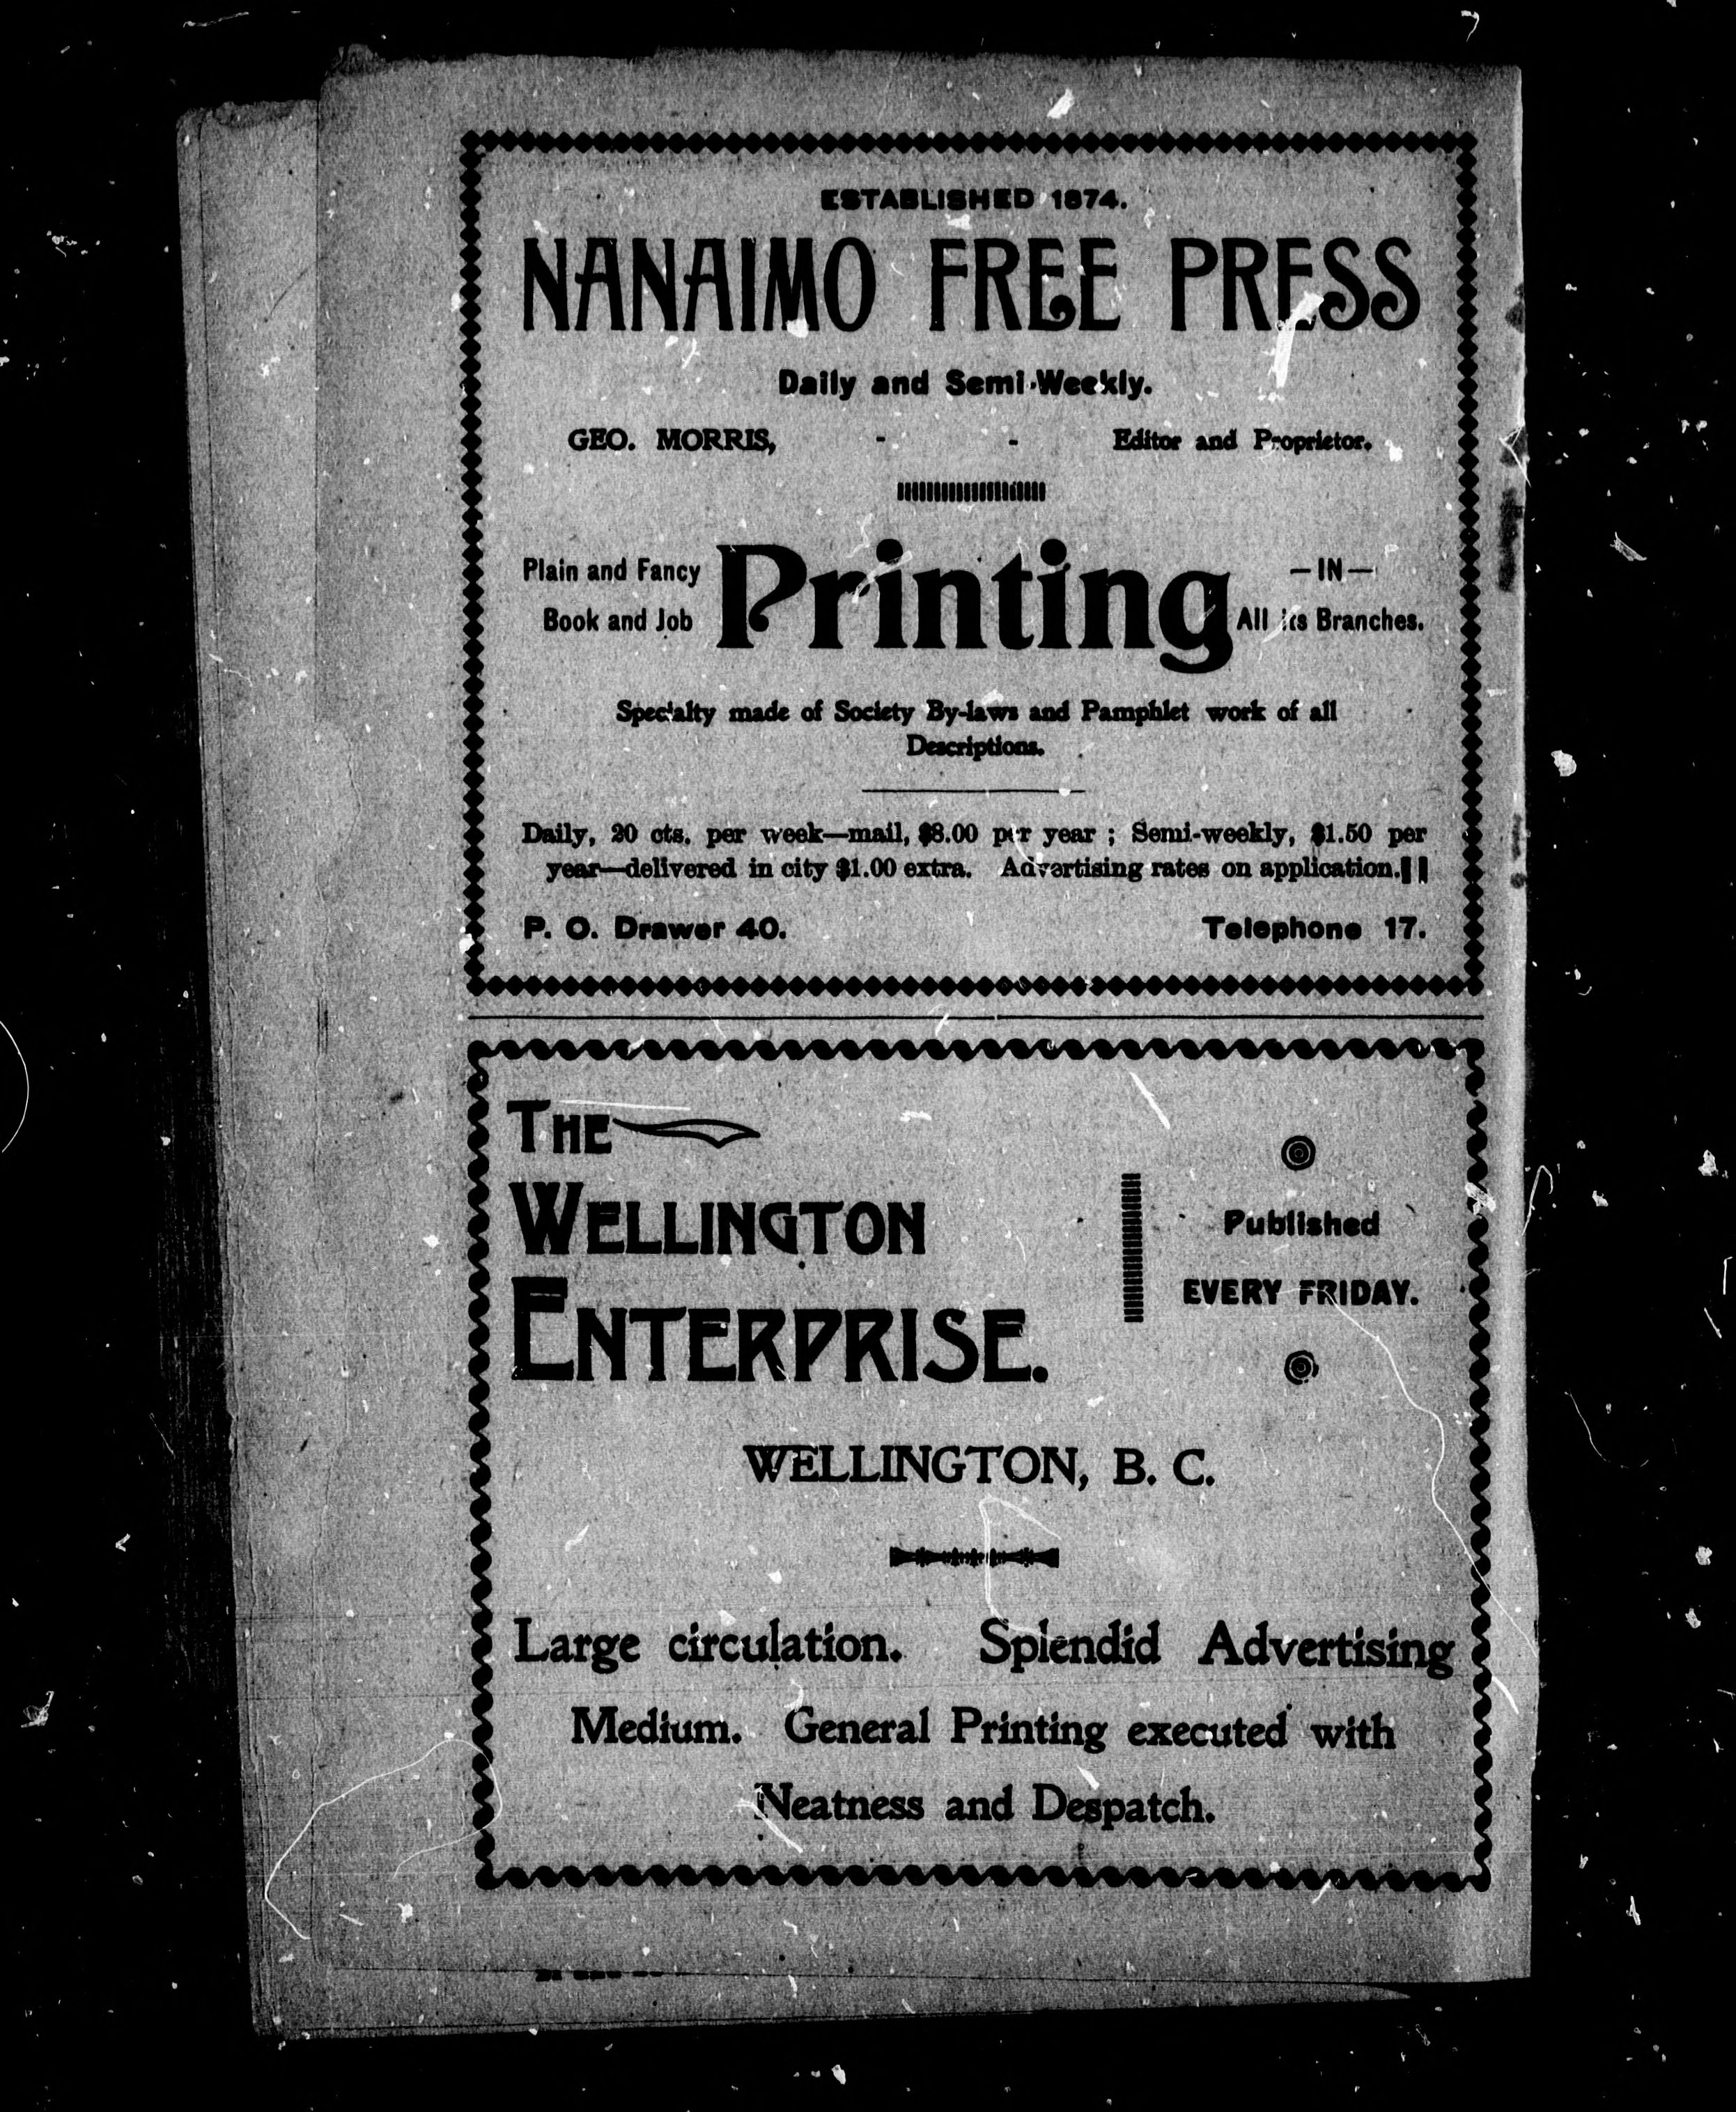 ESTABLISHED 1874.
NANAIMO FREE PRESS
Daily and Semi-Weekly.
GEO. MORRIS, - - Editor and Proprietor.
Plain and Fancy
Book and Job
Printing
—IN—
All its Branches.
Specialty made of Society By-laws and Pamphlet work of all
Descriptions.
Daily, 20 cts. per week—mail, $8.00 per year ; Semi-weekly, $1.50 per
year—delivered in city $1.00 extra. Advertising rates on application.
P. O. Drawer 40. Telephone 17.
THE
WELLINGTON
ENTERPRISE.
Published
EVERY FRIDAY.
WELLINGTON, B. C.
Large circulation. Splendid Advertising
Medium. General Printing executed with
Neatness and Despatch.